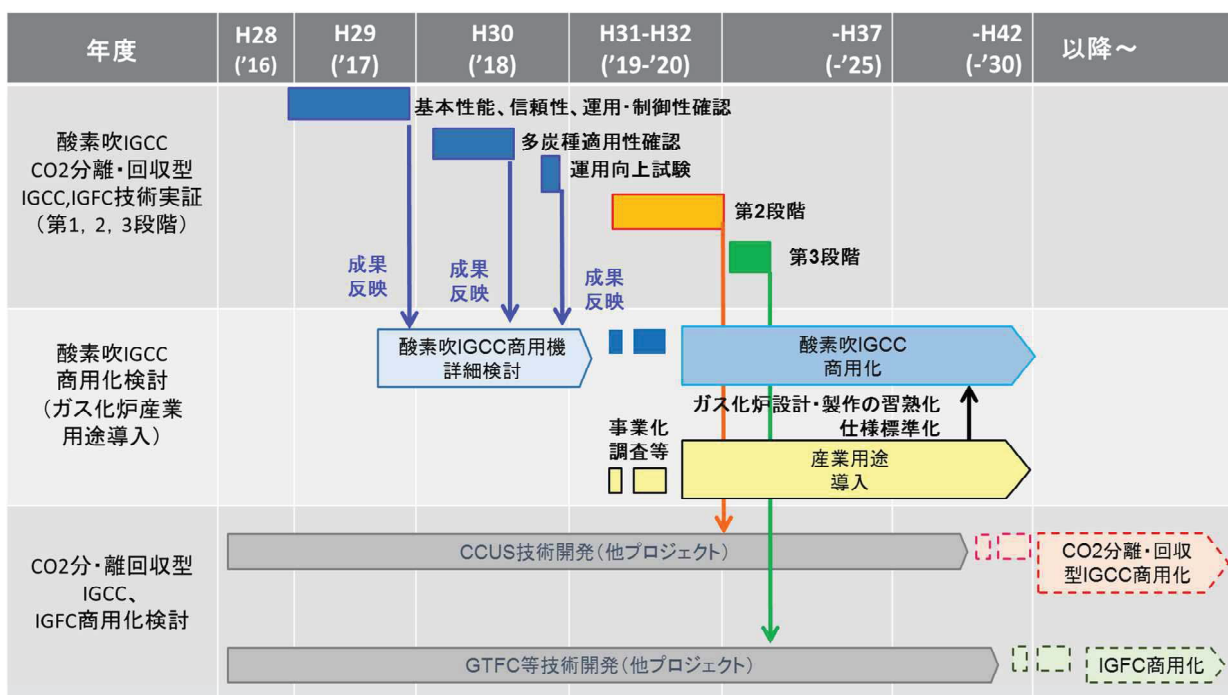 年度
H28
('16)
H29
('17)
H30
('18)
H31-H32
('19-'20)
-H37
(-'25)
-H42
(-'30)
以降～
酸素吹IGCC
CO2分離・回収型
IGCC,IGFC技術実証
（第1，2，3段階）
基本性能、信頼性、運用・制御性確認
多炭種適用性確認
運用向上試験
第2段階
第3段階
成果
反映
成果
反映
成果
反映
酸素吹IGCC
商用化検討
（ガス化炉産業
用途導入）
酸素吹IGCC商用機
詳細検討
酸素吹IGCC
商用化
ガス化炉設計・製作の習熟化
仕様標準化
事業化
調査等
産業用途
導入
CO2分・離回収型
IGCC、
IGFC商用化検討
CCUS技術開発（他プロジェクト）
CO2分離・回収
型IGCC商用化
GTFC等技術開発（他プロジェクト）
IGFC商用化